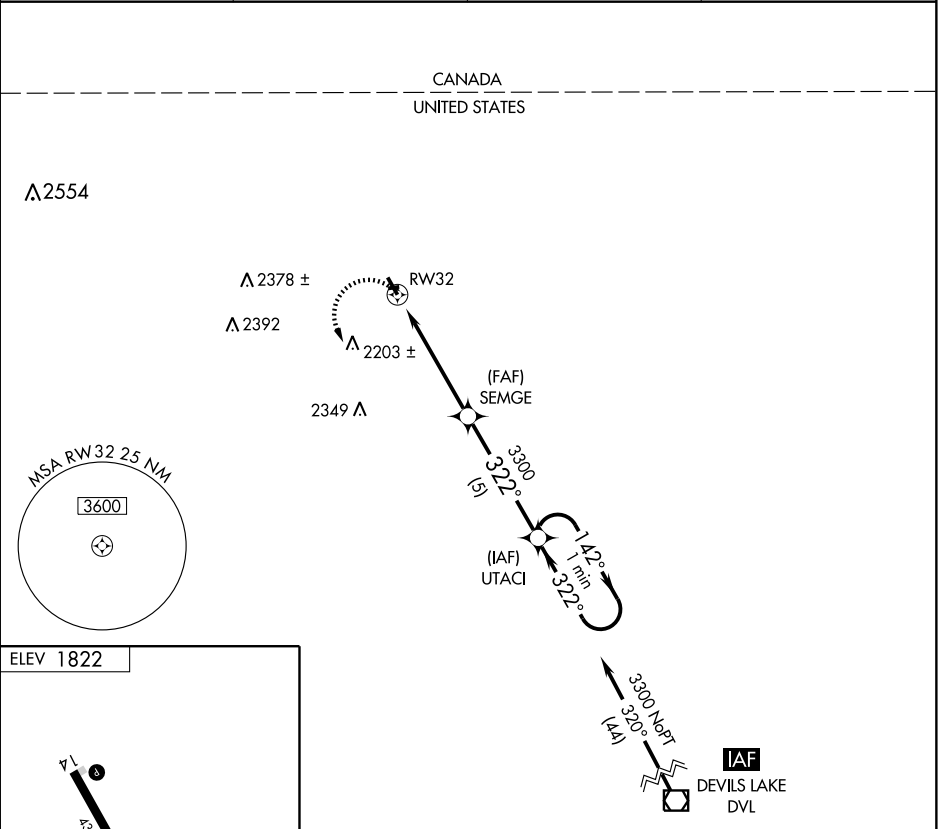 CANADA
UNITED STATES
2554
2378 ±
RW32
2392
2203 ±
(FAF)
SEMGE
2349
3300
322°
(5)
MSA RW32 25 NM
3600
(IAF)
UTACI
142°
1 min
322°
ELEV 1822
3300 NoPT
320°
(44)
IAF
DEVILS LAKE
DVL
14
P